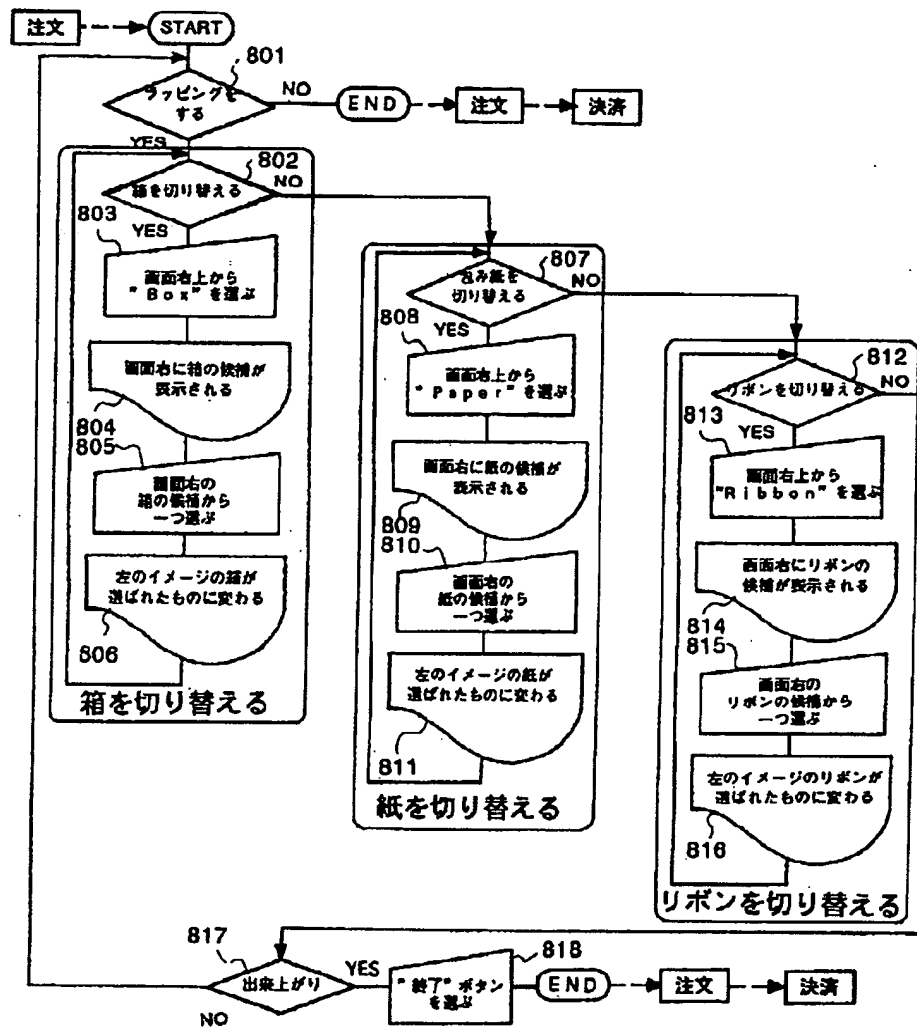 注文
START
801
ラッピングを
する
NO
END
注文
決済
YES
802
箱を切り替える
NO
803
YES
画面右上から
"Box"を選ぶ
画面右に箱の候補が
表示される
804
805
画面右の
箱の候補から
一つ選ぶ
左のイメージの箱が
選ばれたものに変わる
806
箱を切り替える
807
包み紙を
切り替える
NO
808
YES
画面右上から
"Paper"を選ぶ
画面右に紙の候補が
表示される
809
810
画面右の
紙の候補から
一つ選ぶ
左のイメージの紙が
選ばれたものに変わる
811
紙を切り替える
812
リボンを切り替える
NO
813
YES
画面右上から
"Ribbon"を選ぶ
画面右にリボンの
候補が表示される
814
815
画面右の
リボンの候補から
一つ選ぶ
左のイメージのリボンが
選ばれたものに変わる
816
リボンを切り替える
817
出来上がり
YES
NO
818
"終了"ボタン
を選ぶ
END
注文
決済